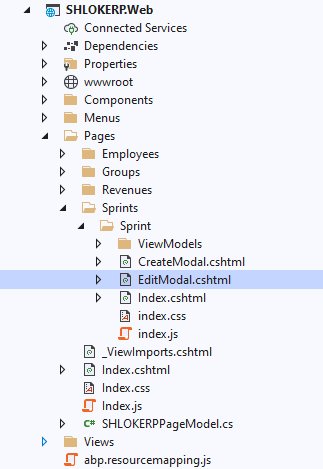 SHLOKERP.Web
Connected Services
Dependencies
Properties
wwwroot
Components
Menus
Pages
Employees
Groups
Revenues
Sprints
Sprint
ViewModels
CreateModal.cshtml
EditModal.cshtml
Index.cshtml
index.css
index.js
_ViewImports.cshtml
Index.cshtml
Index.css
Index.js
C# SHLOKERPPageModel.cs
Views
abp.resourcemapping.js